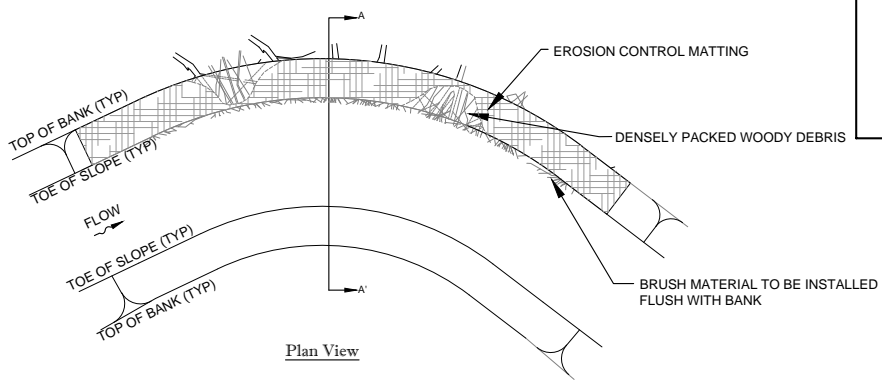 A
EROSION CONTROL MATTING
TOP OF BANK (TYP)
DENSELY PACKED WOODY DEBRIS
TOE OF SLOPE (TYP)
FLOW
TOE OF SLOPE (TYP)
BRUSH MATERIAL TO BE INSTALLED
FLUSH WITH BANK
A'
TOP OF BANK (TYP)
Plan View